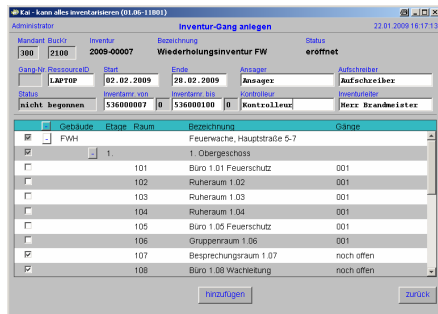 Kai - kann alles inventarisieren (01.06-11801)
Administrator Inventur-Gang anlegen 22.01.2009 16:17:13
Mandant BucKr Inventur Bezeichnung Status
300 2100 2009-00007 Wiederholungsinventur FW eröffnet
Gang-Nr. RessourceID Start Ende Ansager Aufschreiber
LAPTOP 02.02.2009 28.02.2009 Ansager Aufschreiber
Status Inventarnr. von Inventarnr. bis Kontrolleur Inventurleiter
nicht begonnen 536000007 0 536000100 0 Kontrolleur Herr Brandmeister
Gebäude Etage Raum Bezeichnung Gänge
FWH Feuerwache, Hauptstraße 5-7
1. 1. Obergeschoss
101 Büro 1.01 Feuerschutz 001
102 Ruheraum 1.02 001
103 Ruheraum 1.03 001
104 Ruheraum 1.04 001
105 Büro 1.05 Feuerschutz 001
106 Gruppenraum 1.06 001
107 Besprechungsraum 1.07 noch offen
108 Büro 1.08 Wachleitung noch offen
hinzufügen zurück